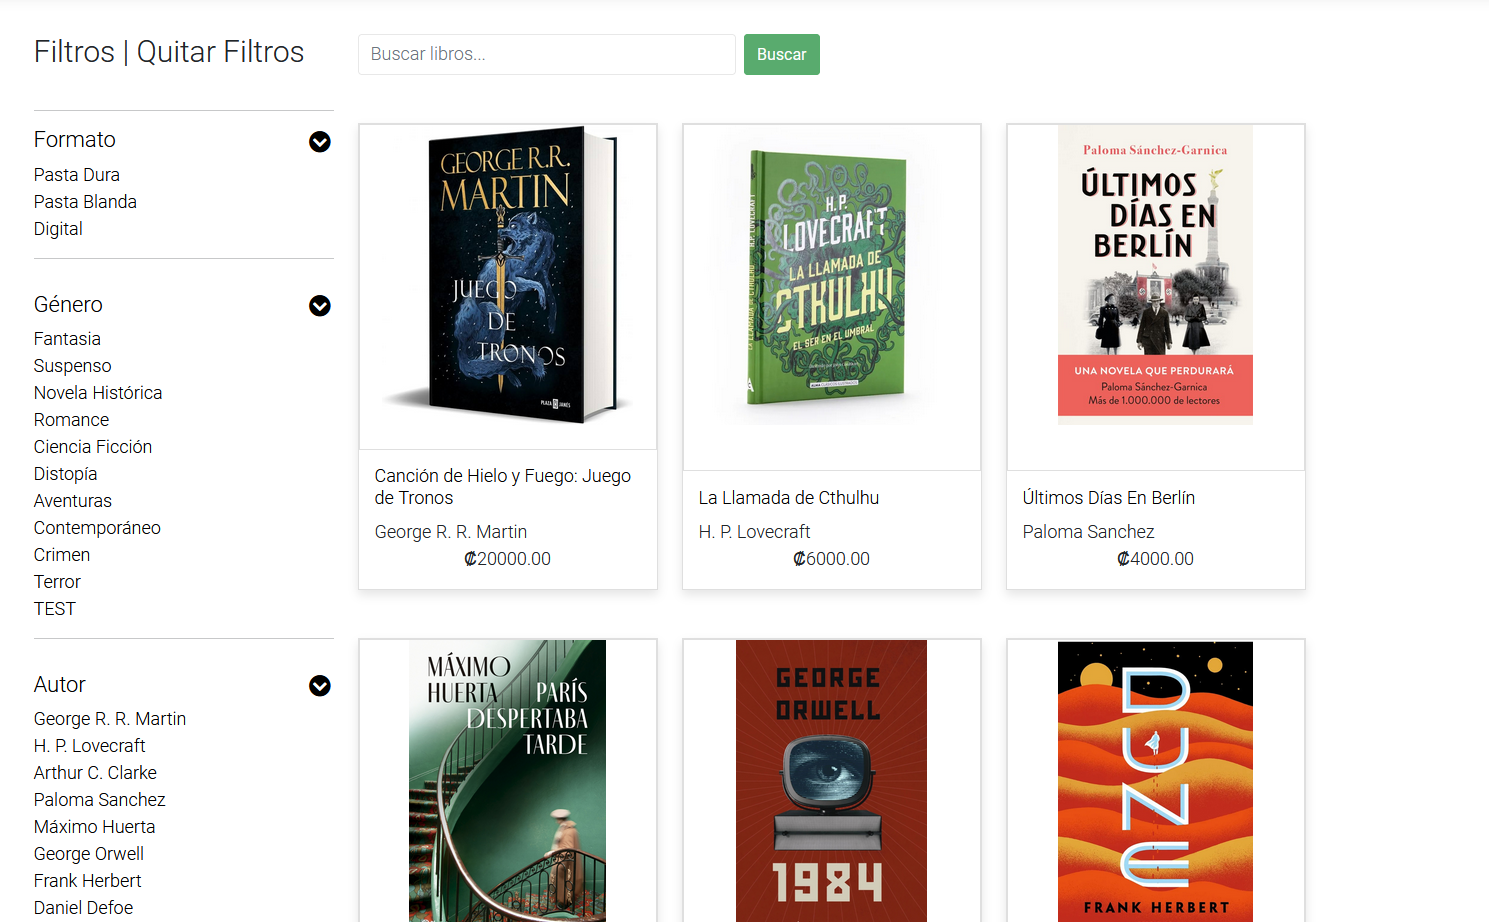 Filtros | Quitar Filtros
Buscar libros...
Buscar
Formato
Pasta Dura
Pasta Blanda
Digital
Género
Fantasia
Suspenso
Novela Histórica
Romance
Ciencia Ficción
Distopía
Aventuras
Contemporáneo
Crimen
Terror
TEST
Autor
George R. R. Martin
H. P. Lovecraft
Arthur C. Clarke
Paloma Sanchez
Máximo Huerta
George Orwell
Frank Herbert
Daniel Defoe
GEORGE R.R.
MARTIN
JUEGO
DE
TRONOS
PLAZA JANÉS
Canción de Hielo y Fuego: Juego
de Tronos
George R. R. Martin
₡20000.00
H. P. LOVECRAFT
H.P.
LOVECRAFT
LA LLAMADA DE
CTHULHU
EL SER EN EL UMBRAL
La Llamada de Cthulhu
H. P. Lovecraft
₡6000.00
Paloma Sánchez-Garnica
ÚLTIMOS
DÍAS EN
BERLÍN
UNA NOVELA QUE PERDURARÁ
Paloma Sánchez-Garnica
Más de 1.000.000 de lectores
Últimos Días En Berlín
Paloma Sanchez
₡4000.00
MÁXIMO
HUERTA
PARÍS
DESPERTABA
TARDE
GEORGE
ORWELL
1984
DUNE
FRANK HERBERT